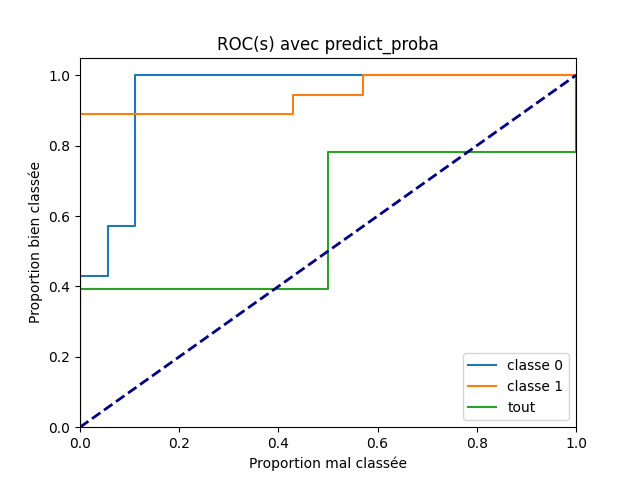 ROC(s) avec predict_proba
1.0
0.8
0.6
0.4
0.2
0.0
Proportion bien classée
classe 0
classe 1
tout
0.0 0.2 0.4 0.6 0.8 1.0
Proportion mal classée